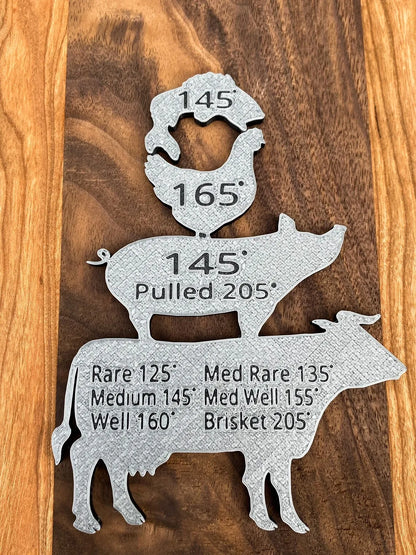 145°
165°
145°
Pulled 205°
Rare 125° Med Rare 135°
Medium 145° Med Well 155°
Well 160° Brisket 205°